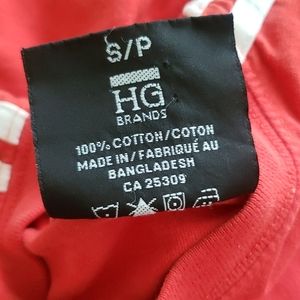 S/P
HG
BRANDS
100% COTTON/COTON
MADE IN/FABRIQUÉ AU
BANGLADESH
CA 25309